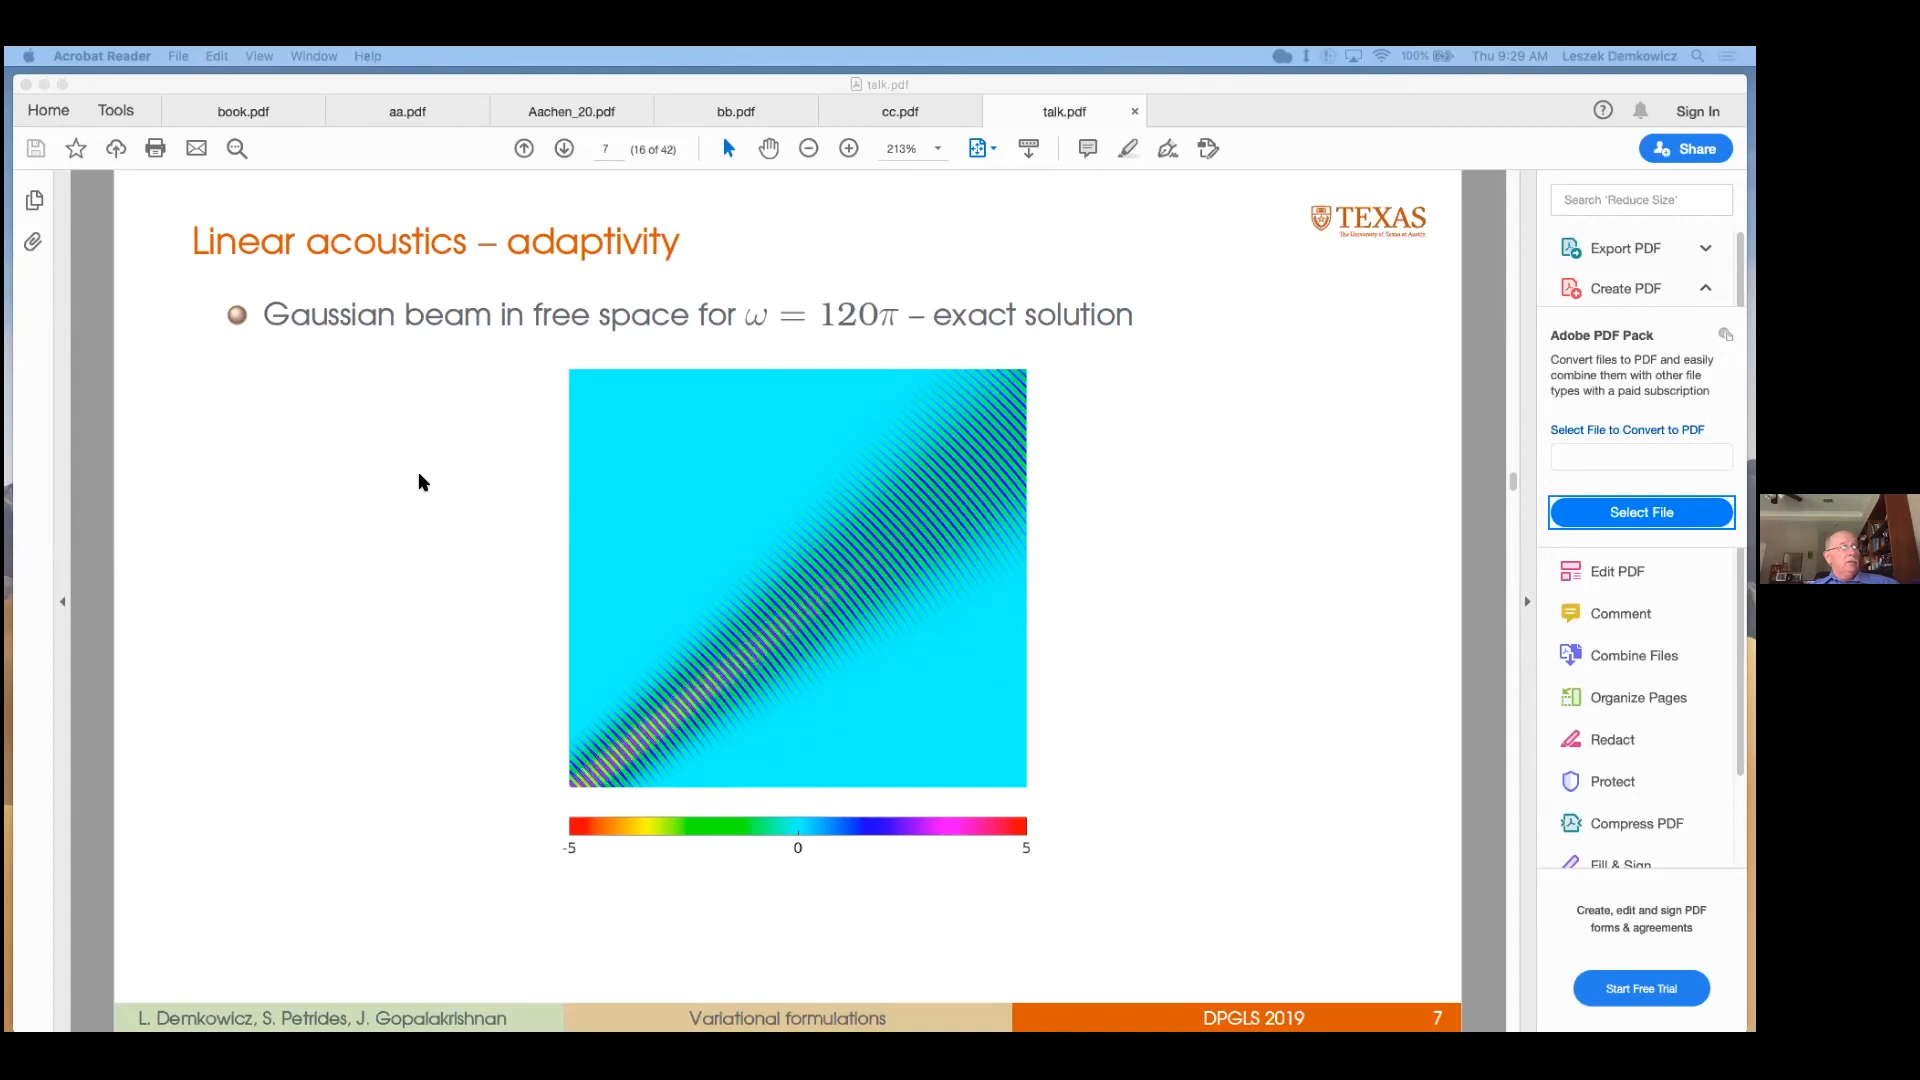 Acrobat Reader File Edit View Window Help
100% Thu 9:29 AM Leszek Demkowicz
talk.pdf
Home Tools book.pdf aa.pdf Aachen_20.pdf bb.pdf cc.pdf talk.pdf × Sign In
7 (16 of 42) 213% Share
Search 'Reduce Size'
Export PDF
Create PDF
Adobe PDF Pack
Convert files to PDF and easily
combine them with other file
types with a paid subscription
Select File to Convert to PDF
Select File
Edit PDF
Comment
Combine Files
Organize Pages
Redact
Protect
Compress PDF
Fill & Sign
Create, edit and sign PDF
forms & agreements
Start Free Trial
TEXAS
The University of Texas at Austin
Linear acoustics – adaptivity
Gaussian beam in free space for ω = 120π – exact solution
-5 0 5
L. Demkowicz, S. Petrides, J. Gopalakrishnan Variational formulations DPGLS 2019 7